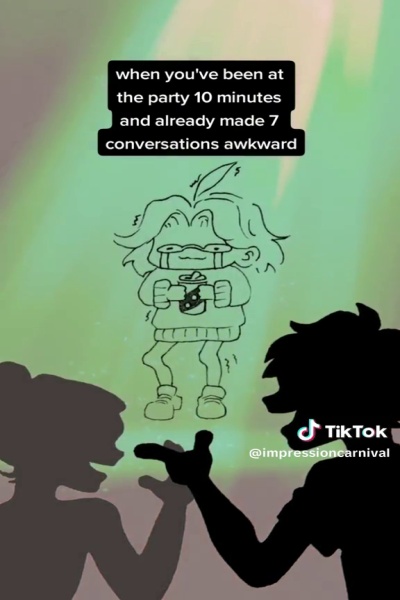 when you've been at
the party 10 minutes
and already made 7
conversations awkward
TikTok
@impressioncarnival